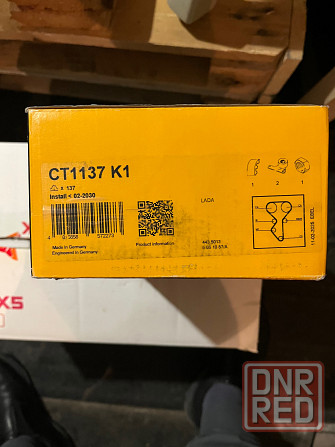 CT1137 K1
x 137
Install < 02-2030
LADA
1 2 1
Made in Germany
Engineered in Germany
Product information
X5
DNR
RED